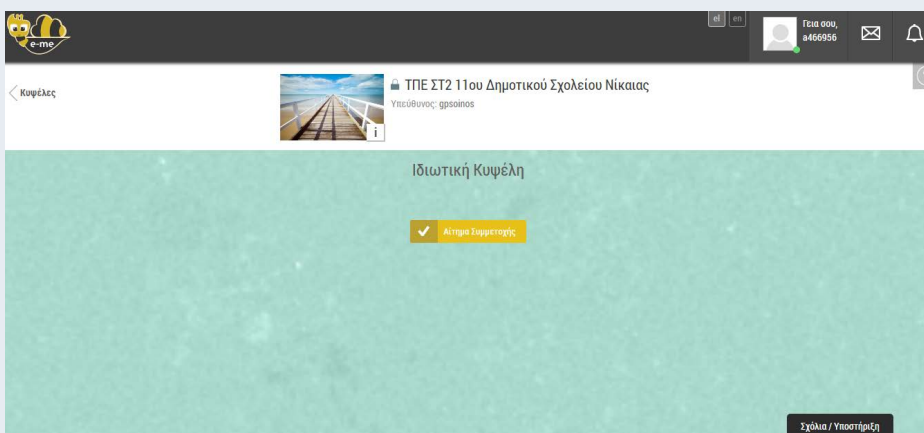 e-me
el en
Γεια σου,
a466956
Κυψέλες
ΤΠΕ ΣΤ2 11ου Δημοτικού Σχολείου Νίκαιας
Υπεύθυνος: gpsoinos
i
Ιδιωτική Κυψέλη
Αίτημα Συμμετοχής
Σχόλια / Υποστήριξη